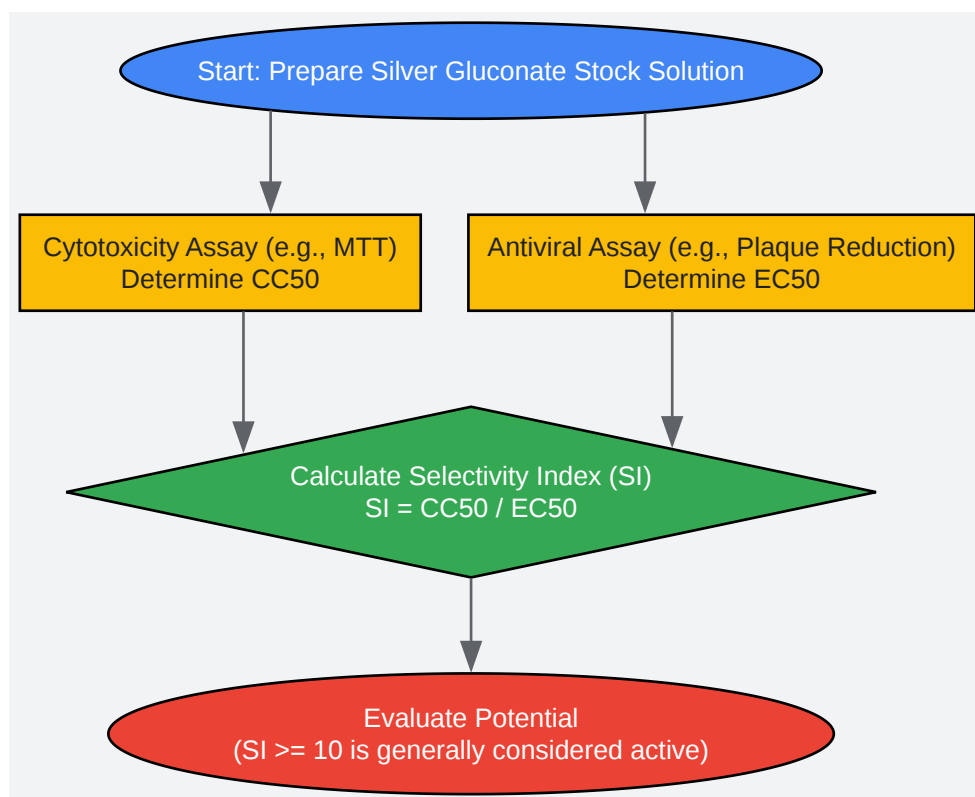 Start: Prepare Silver Gluconate Stock Solution
Cytotoxicity Assay (e.g., MTT)
Determine CC50
Antiviral Assay (e.g., Plaque Reduction)
Determine EC50
Calculate Selectivity Index (SI)
SI = CC50 / EC50
Evaluate Potential
(SI >= 10 is generally considered active)